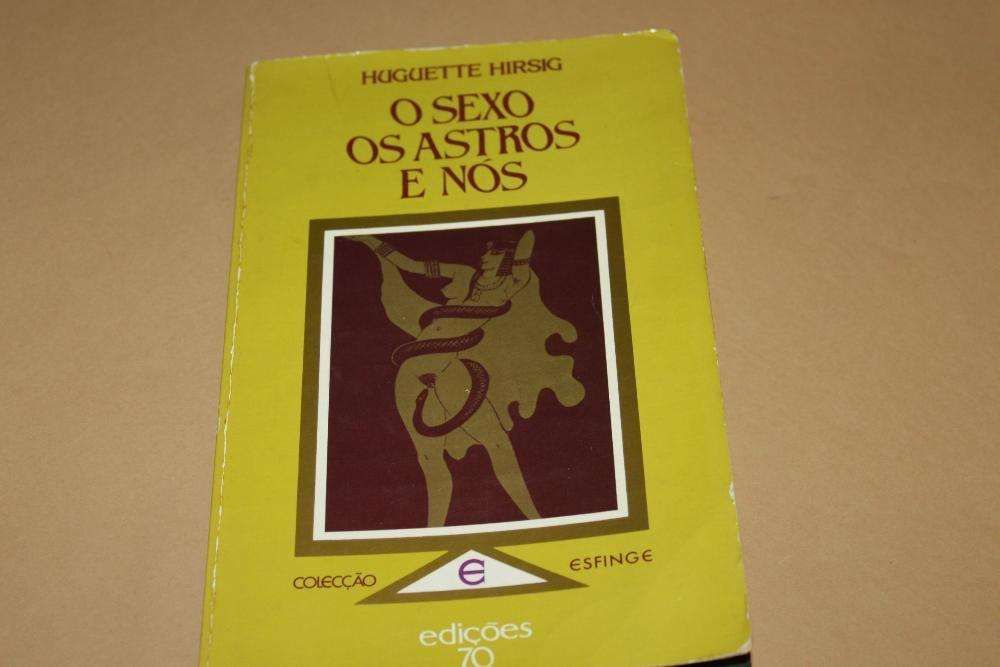 HUGUETTE HIRSIG
O SEXO
OS ASTROS
E NÓS
COLECÇÃO
e
ESFINGE
edições
70